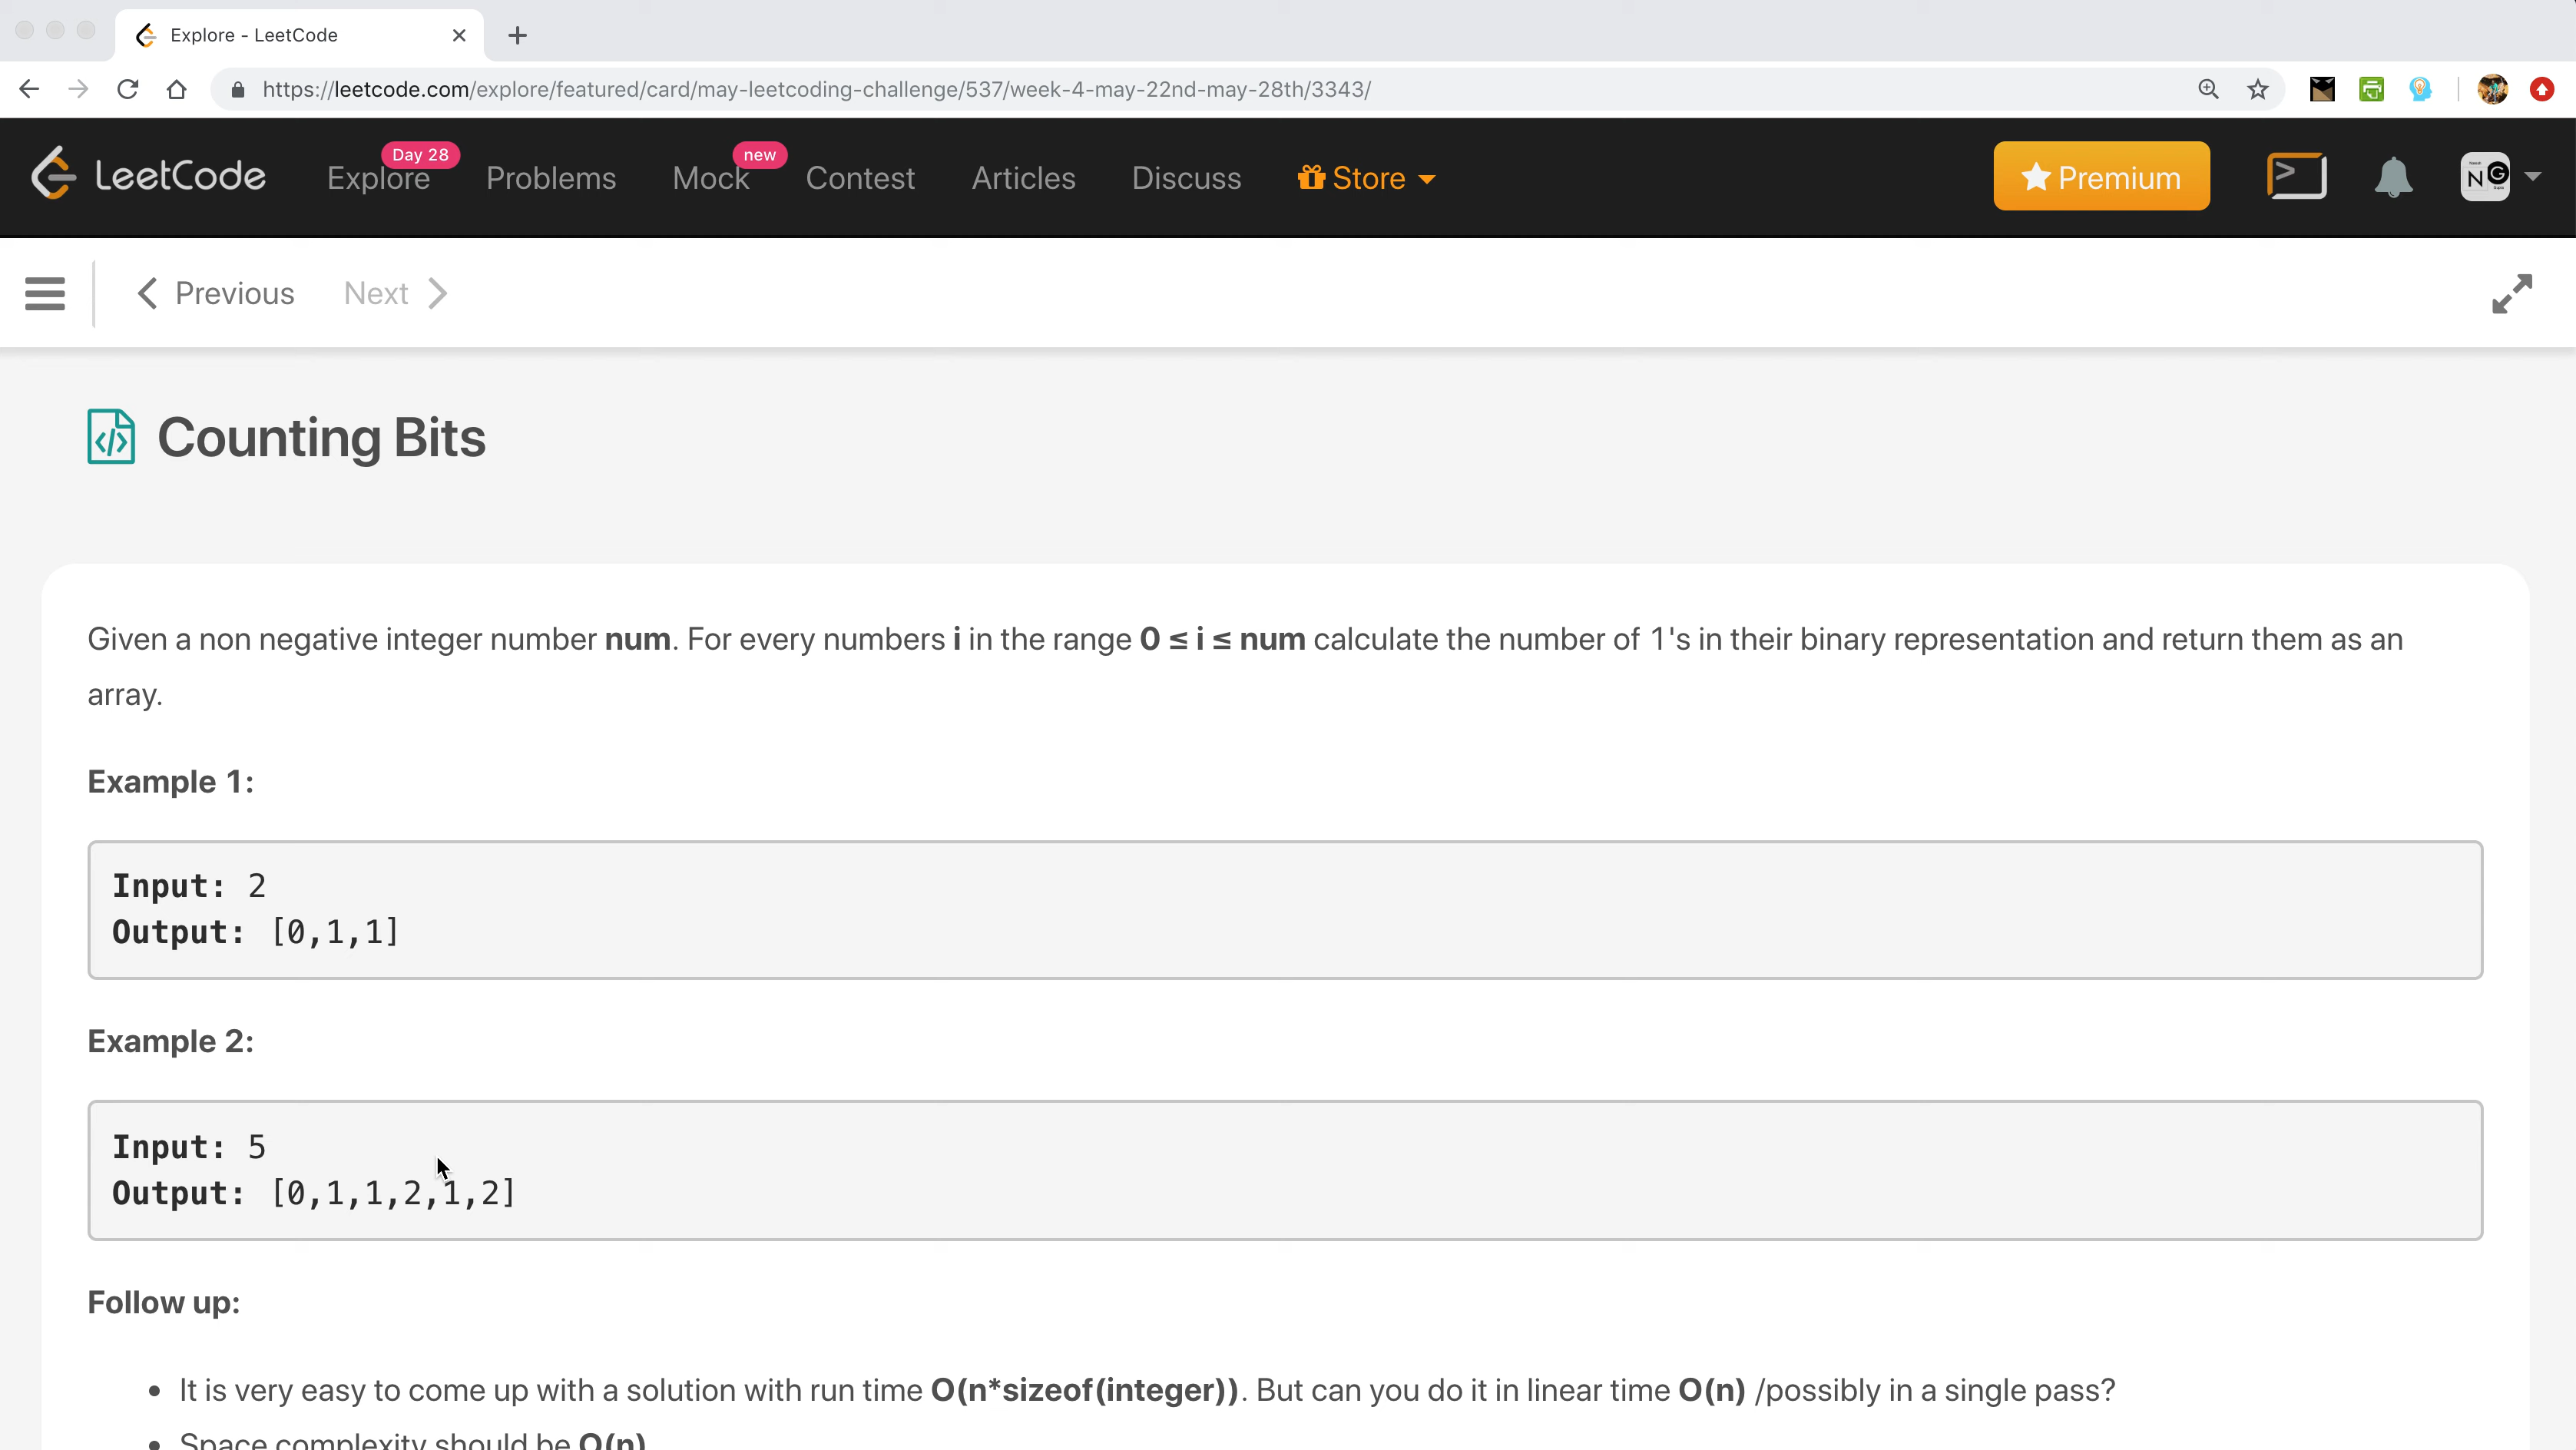 Explore - LeetCode
https://leetcode.com/explore/featured/card/may-leetcoding-challenge/537/week-4-may-22nd-may-28th/3343/
LeetCode Explore Day 28 Problems Mock new Contest Articles Discuss Store Premium
Previous Next
Counting Bits
Given a non negative integer number num. For every numbers i in the range 0 ≤ i ≤ num calculate the number of 1's in their binary representation and return them as an
array.
Example 1:
Input: 2
Output: [0,1,1]
Example 2:
Input: 5
Output: [0,1,1,2,1,2]
Follow up:
• It is very easy to come up with a solution with run time O(n*sizeof(integer)). But can you do it in linear time O(n) /possibly in a single pass?
• Space complexity should be O(n).